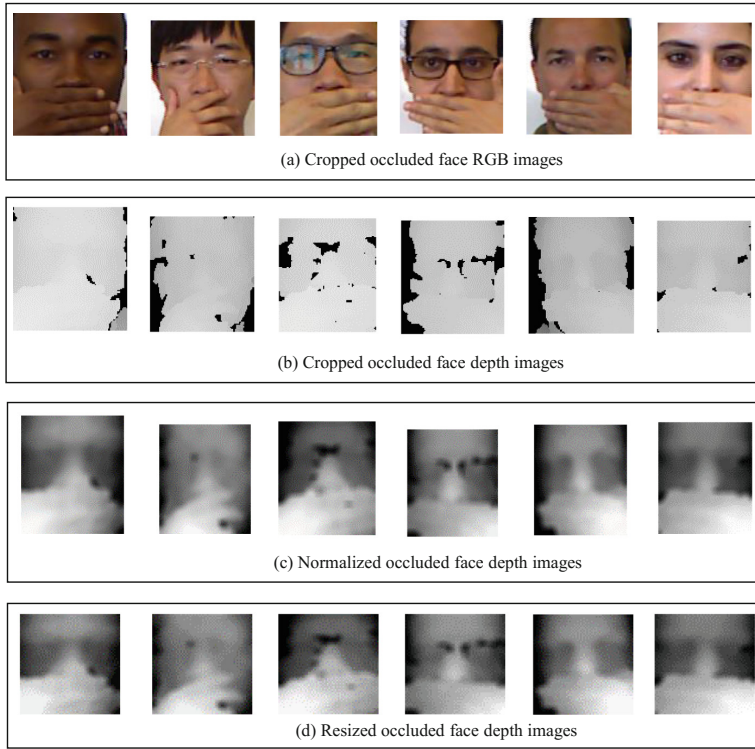 (a) Cropped occluded face RGB images
(b) Cropped occluded face depth images
(c) Normalized occluded face depth images
(d) Resized occluded face depth images